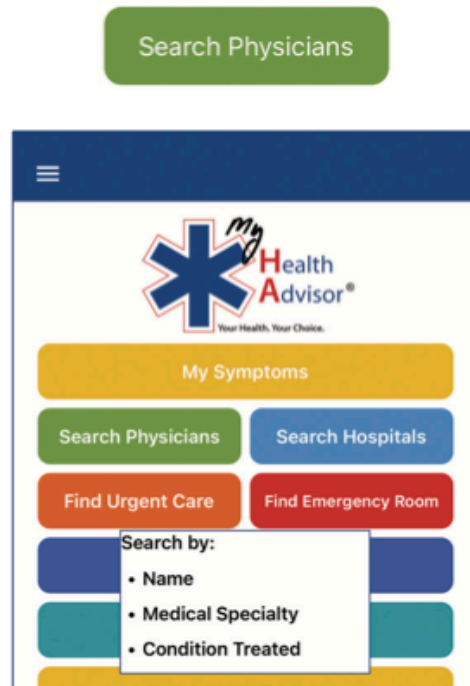 Search Physicians
My
Health
Advisor®
Your Health. Your Choice.
My Symptoms
Search Physicians
Search Hospitals
Find Urgent Care
Find Emergency Room
Search by:
• Name
• Medical Specialty
• Condition Treated